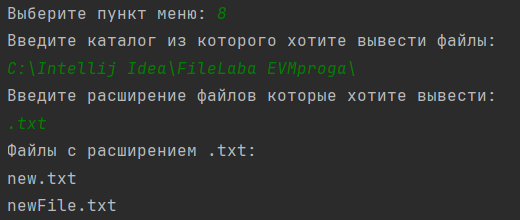 Выберите пункт меню: 8
Введите каталог из которого хотите вывести файлы:
C:\Intellij Idea\FileLaba EVMproga\
Введите расширение файлов которые хотите вывести:
.txt
Файлы с расширением .txt:
new.txt
newFile.txt